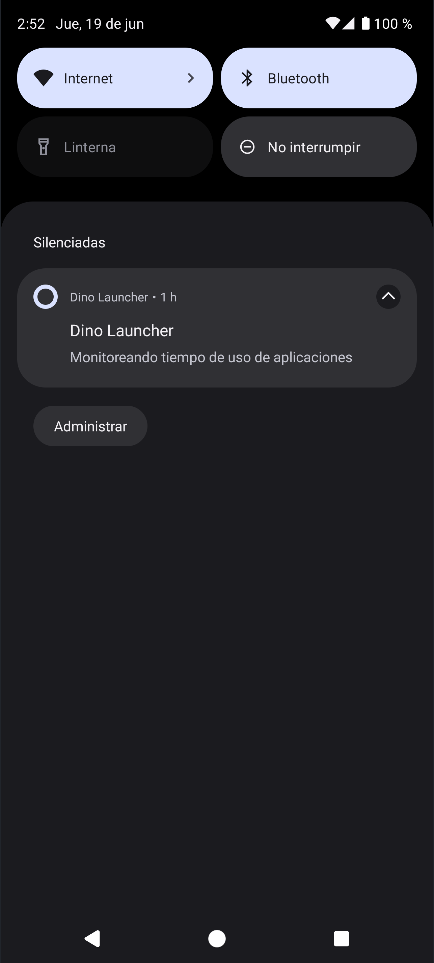 2:52 Jue, 19 de jun 100 %
Internet
Bluetooth
Linterna
No interrumpir
Silenciadas
Dino Launcher • 1 h
Dino Launcher
Monitoreando tiempo de uso de aplicaciones
Administrar